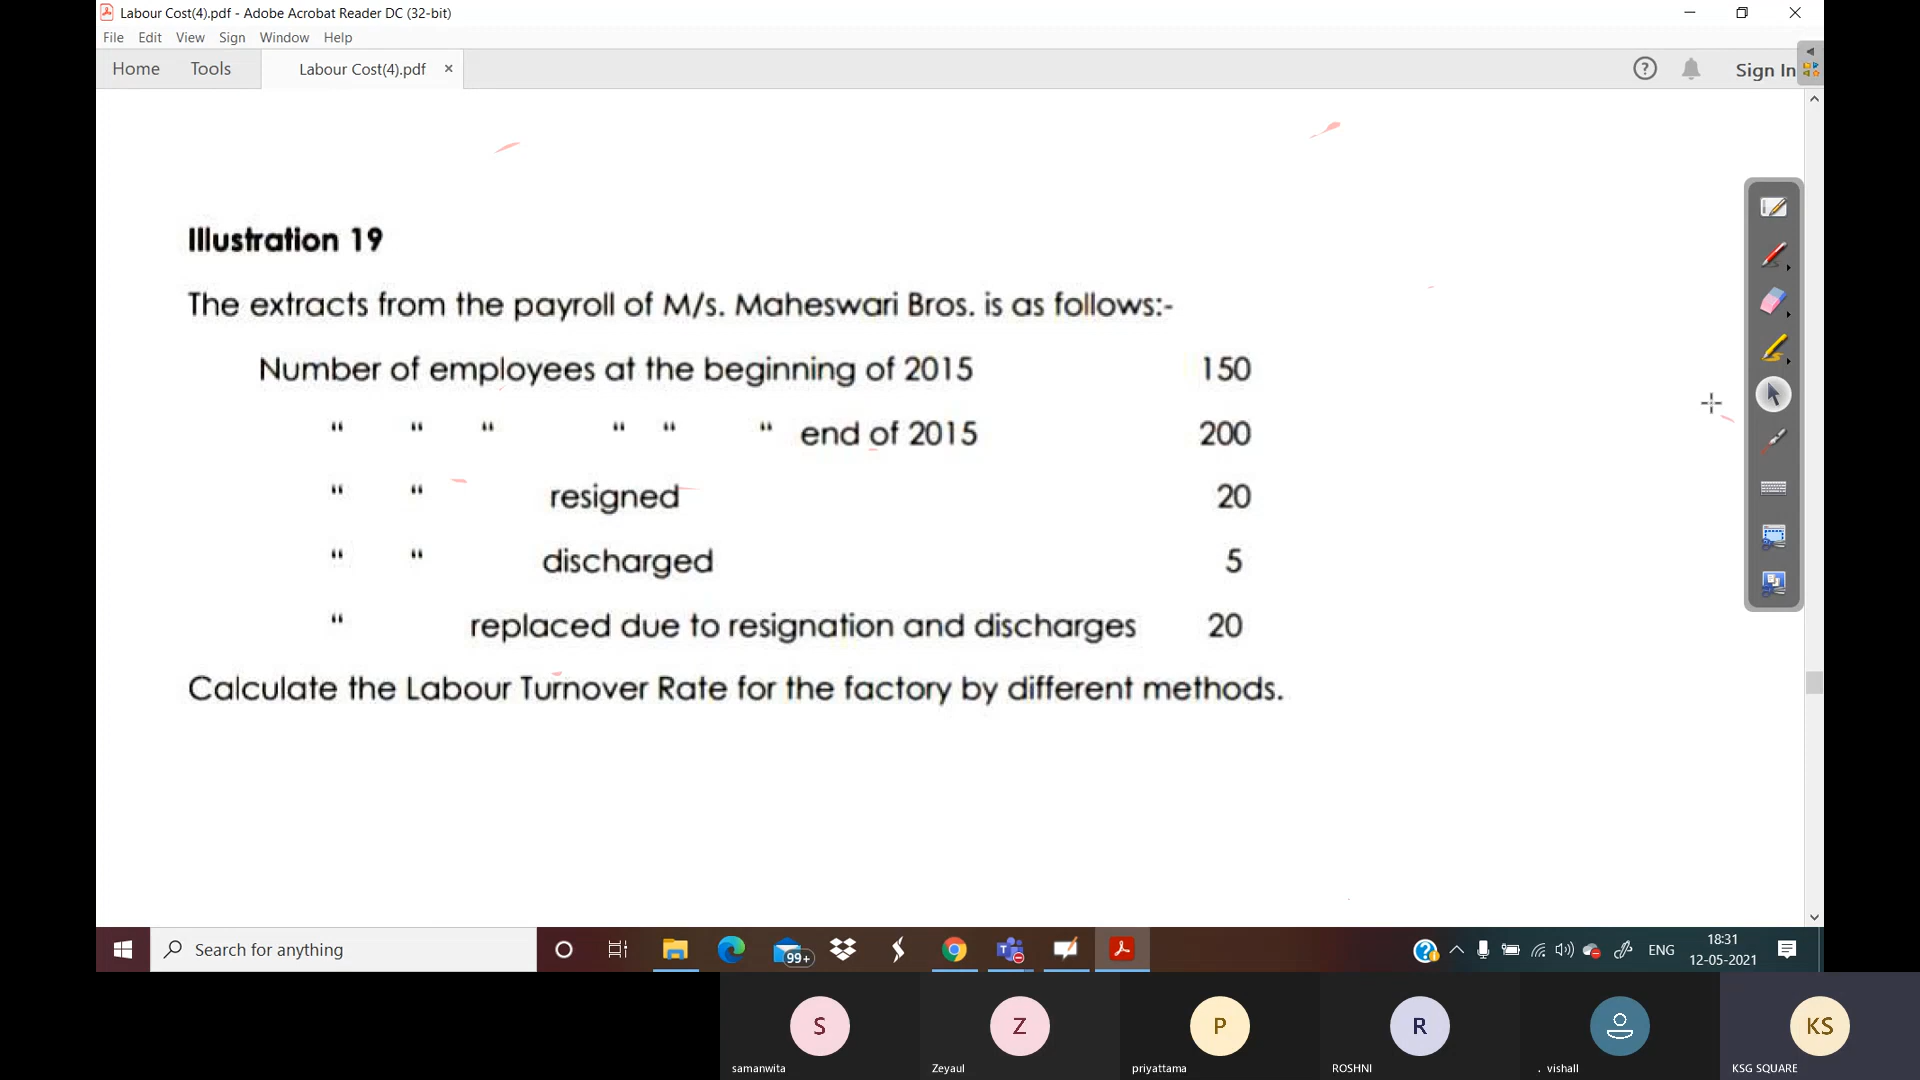 Labour Cost(4).pdf - Adobe Acrobat Reader DC (32-bit)
File Edit View Sign Window Help
Home Tools Labour Cost(4).pdf × Sign In
Illustration 19
The extracts from the payroll of M/s. Maheswari Bros. is as follows:-
Number of employees at the beginning of 2015 150
“ “ “ “ “ “ end of 2015 200
“ “ resigned 20
“ “ discharged 5
“ replaced due to resignation and discharges 20
Calculate the Labour Turnover Rate for the factory by different methods.
Search for anything 99+ ENG 18:31
12-05-2021
S Z P R KS
samanwita Zeyaul priyattama ROSHNI . vishall KSG SQUARE